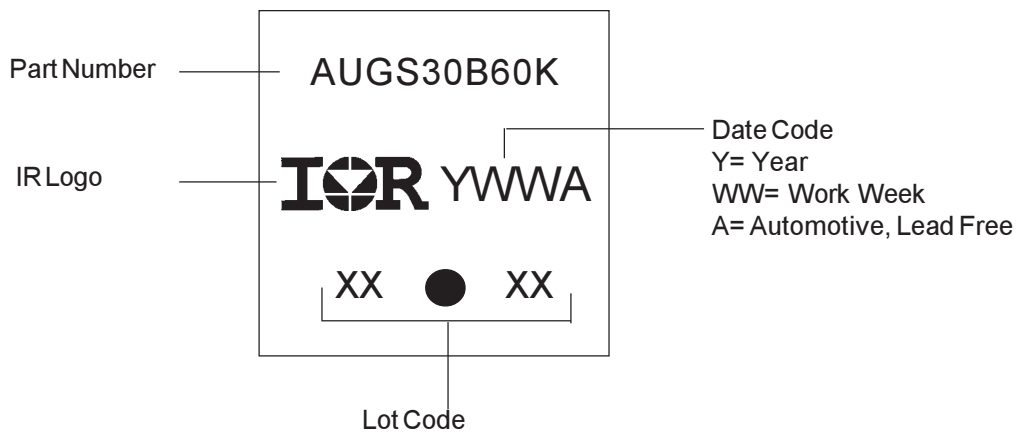 Part Number
AUGS30B60K
IR Logo
IOR YWWA
Date Code
Y= Year
WW= Work Week
A= Automotive, Lead Free
XX XX
Lot Code